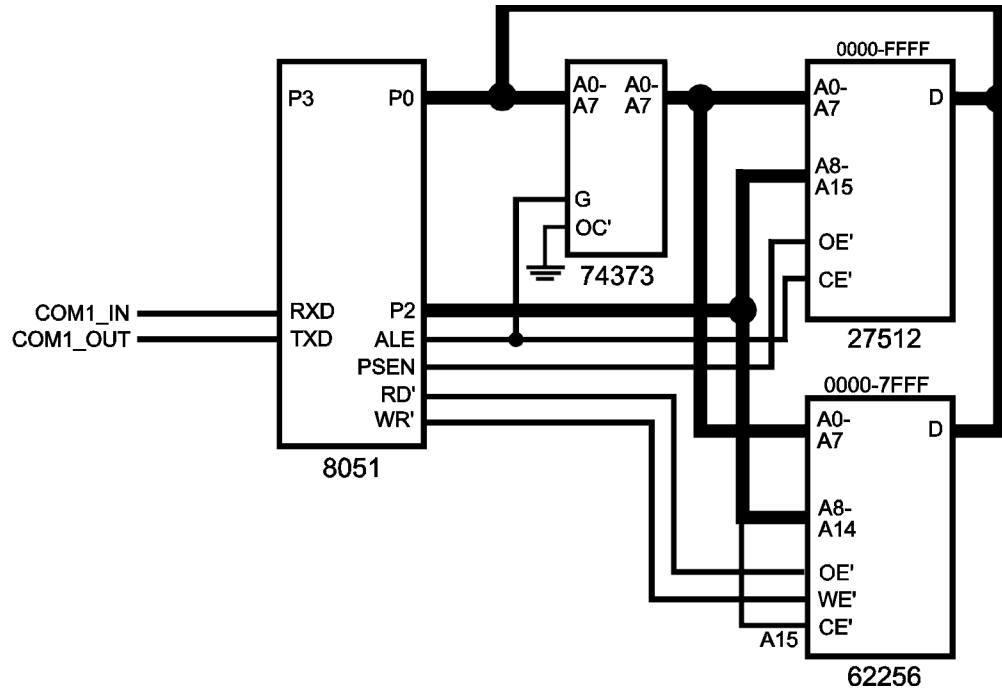 0000-FFFF
P3
P0
A0-
A7
A0-
A7
A0-
A7
D
A8-
A15
G
OC'
OE'
74373
CE'
COM1_IN
RXD
P2
COM1_OUT
TXD
ALE
27512
PSEN
0000-7FFF
RD'
WR'
A0-
A7
D
8051
A8-
A14
OE'
WE'
A15
CE'
62256